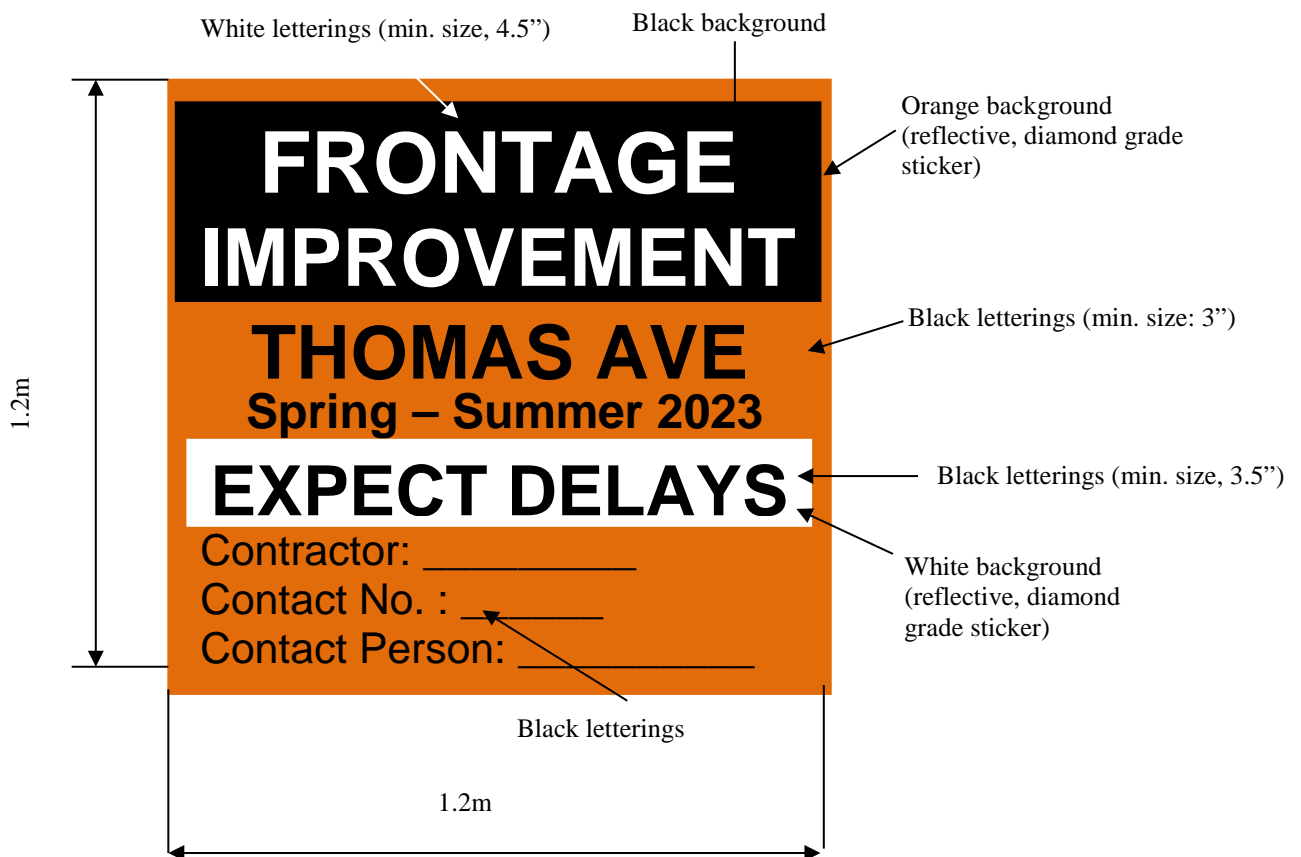 White letterings (min. size, 4.5”)
Black background
Orange background
(reflective, diamond grade
sticker)
FRONTAGE
IMPROVEMENT
THOMAS AVE
Black letterings (min. size: 3”)
1.2m
Spring – Summer 2023
EXPECT DELAYS
Black letterings (min. size, 3.5”)
Contractor: _________
White background
(reflective, diamond
grade sticker)
Contact No. : ______
Contact Person: __________
Black letterings
1.2m